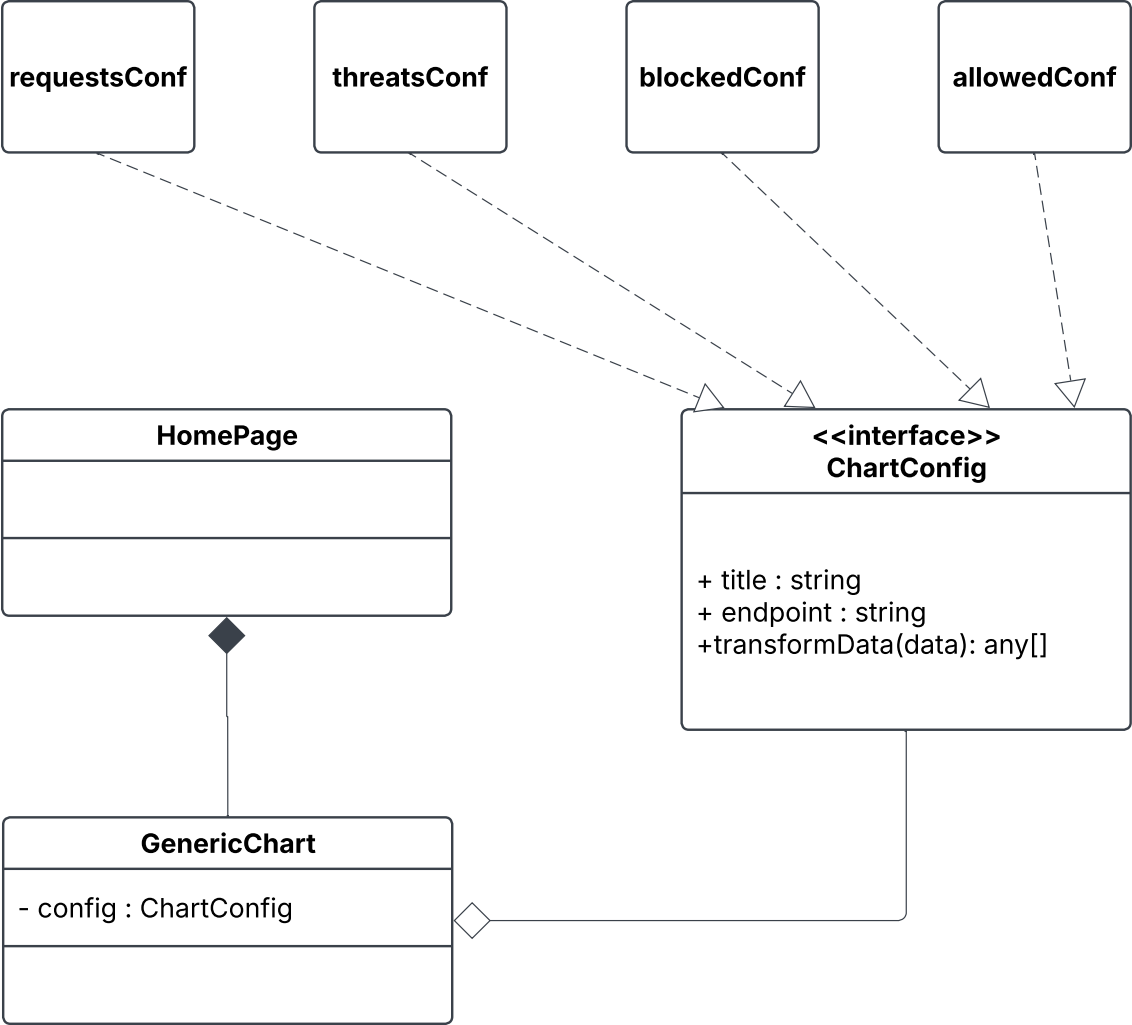 requestsConf
threatsConf
blockedConf
allowedConf
HomePage
<<interface>>
ChartConfig
+ title : string
+ endpoint : string
+transformData(data): any[]
GenericChart
- config : ChartConfig